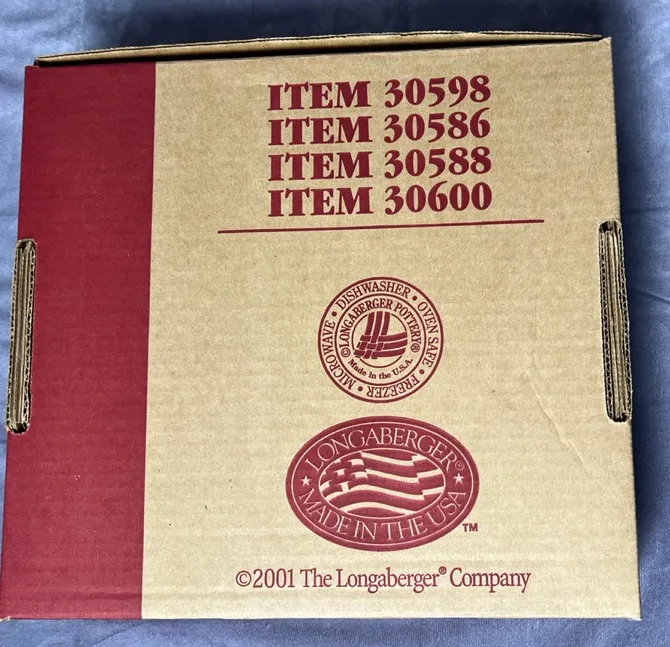 ITEM 30598
ITEM 30586
ITEM 30588
ITEM 30600
MICROWAVE • DISHWASHER • OVEN SAFE • FREEZER •
©LONGABERGER POTTERY®
Made in the U.S.A.
LONGABERGER®
MADE IN THE USA
TM
©2001 The Longaberger® Company